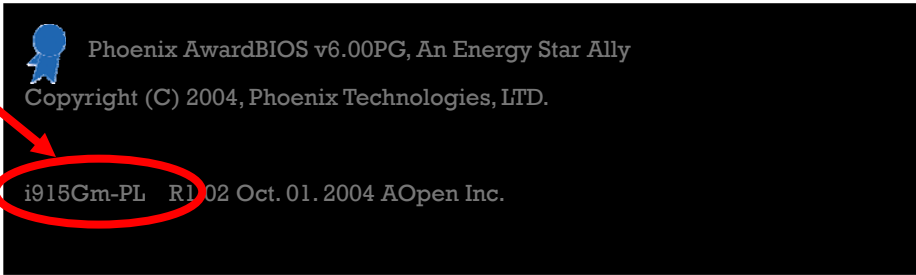 Phoenix AwardBIOS v6.00PG, An Energy Star Ally
Copyright (C) 2004, Phoenix Technologies, LTD.
i915Gm-PL R1.02 Oct. 01. 2004 AOpen Inc.